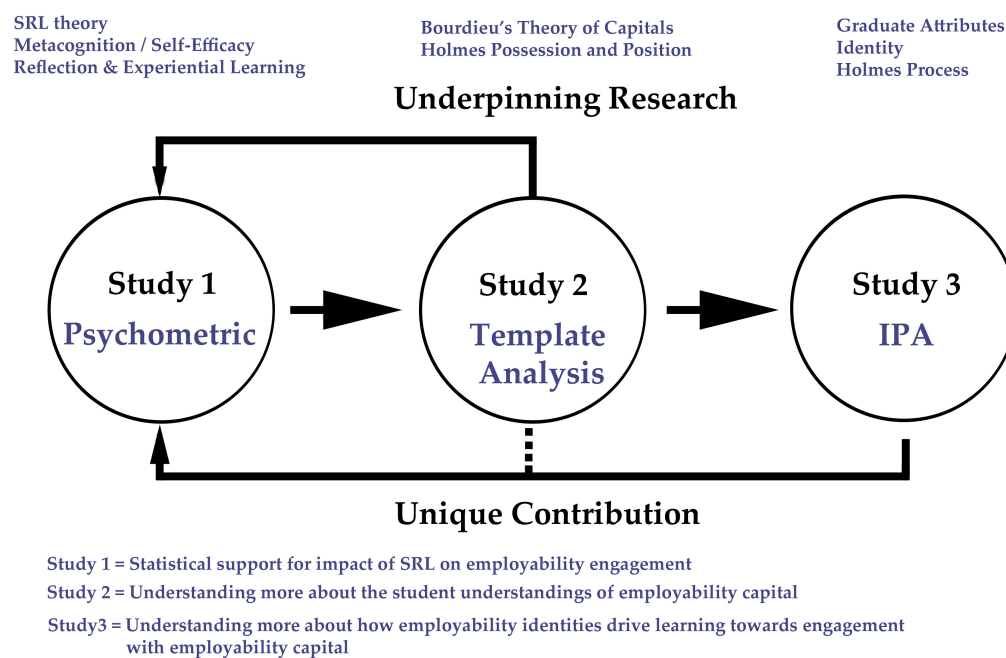 SRL theory
Metacognition / Self-Efficacy
Reflection & Experiential Learning
Bourdieu's Theory of Capitals
Holmes Possession and Position
Graduate Attributes
Identity
Holmes Process
Underpinning Research
Study 1
Psychometric
Study 2
Template
Analysis
Study 3
IPA
Unique Contribution
Study 1 = Statistical support for impact of SRL on employability engagement
Study 2 = Understanding more about the student understandings of employability capital
Study3 = Understanding more about how employability identities drive learning towards engagement
with employability capital